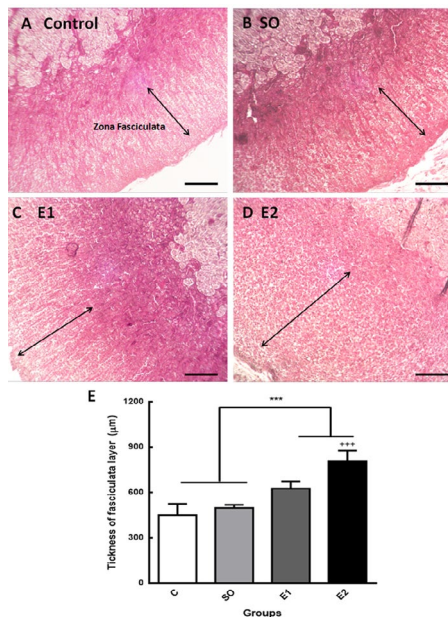 A Control
B SO
Zona Fasciculata
C E1
D E2
E
Tickness of fasciculata layer (μm)
1200
900
600
300
0
***
+++
C
SO
E1
E2
Groups